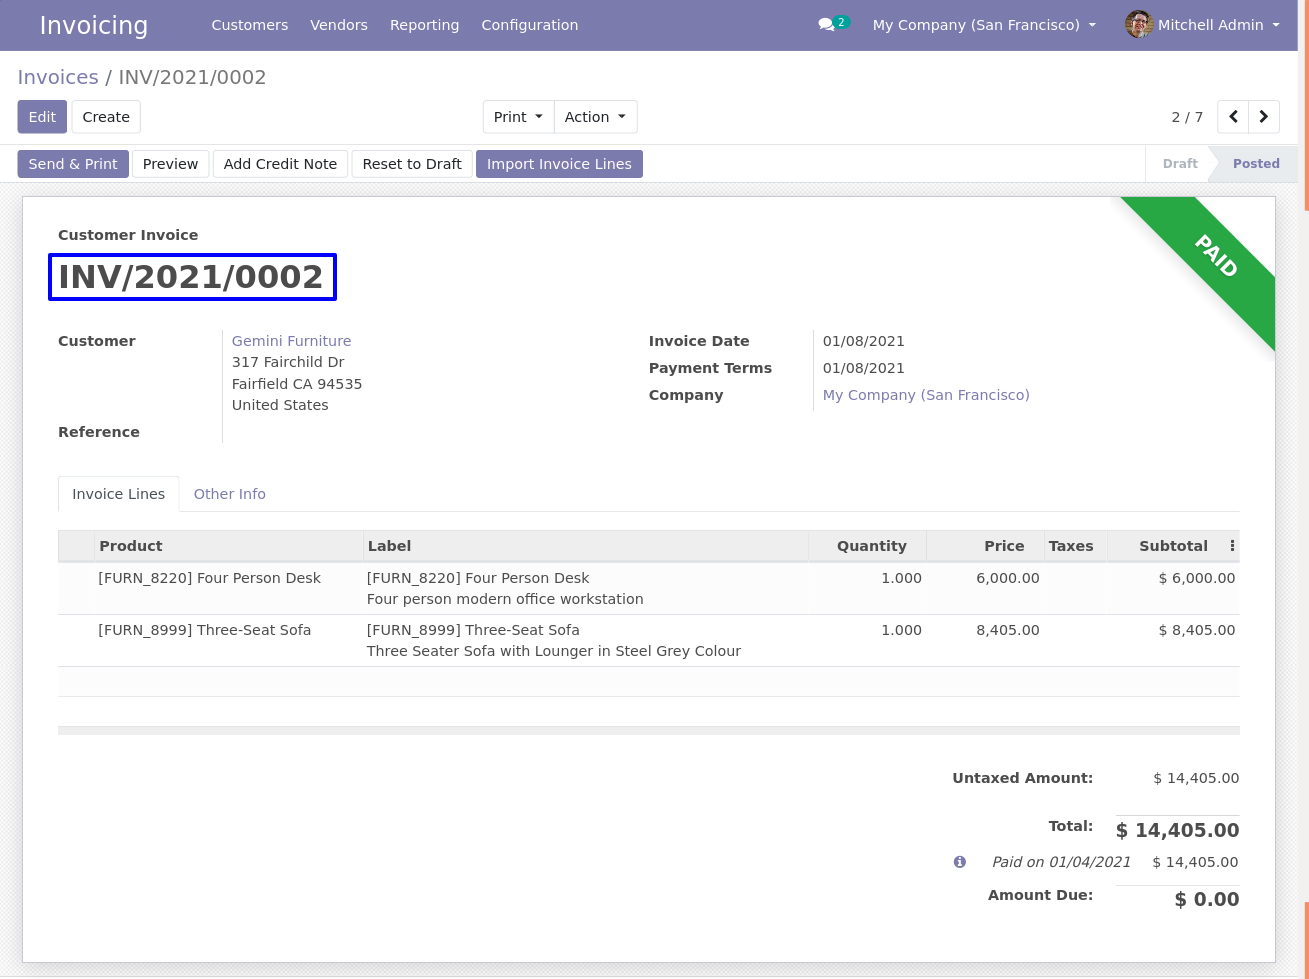 Invoicing Customers Vendors Reporting Configuration 2 My Company (San Francisco) Mitchell Admin
Invoices / INV/2021/0002
Edit Create Print Action 2 / 7
Send & Print Preview Add Credit Note Reset to Draft Import Invoice Lines Draft Posted
Customer Invoice
PAID
INV/2021/0002
Customer Gemini Furniture Invoice Date 01/08/2021
317 Fairchild Dr Payment Terms 01/08/2021
Fairfield CA 94535 Company My Company (San Francisco)
United States
Reference
Invoice Lines Other Info
Product Label Quantity Price Taxes Subtotal
[FURN_8220] Four Person Desk [FURN_8220] Four Person Desk 1.000 6,000.00 $ 6,000.00
Four person modern office workstation
[FURN_8999] Three-Seat Sofa [FURN_8999] Three-Seat Sofa 1.000 8,405.00 $ 8,405.00
Three Seater Sofa with Lounger in Steel Grey Colour
Untaxed Amount: $ 14,405.00
Total: $ 14,405.00
Paid on 01/04/2021 $ 14,405.00
Amount Due: $ 0.00